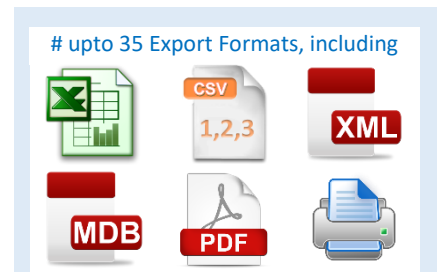 # upto 35 Export Formats, including
X
CSV
1,2,3
XML
MDB
PDF